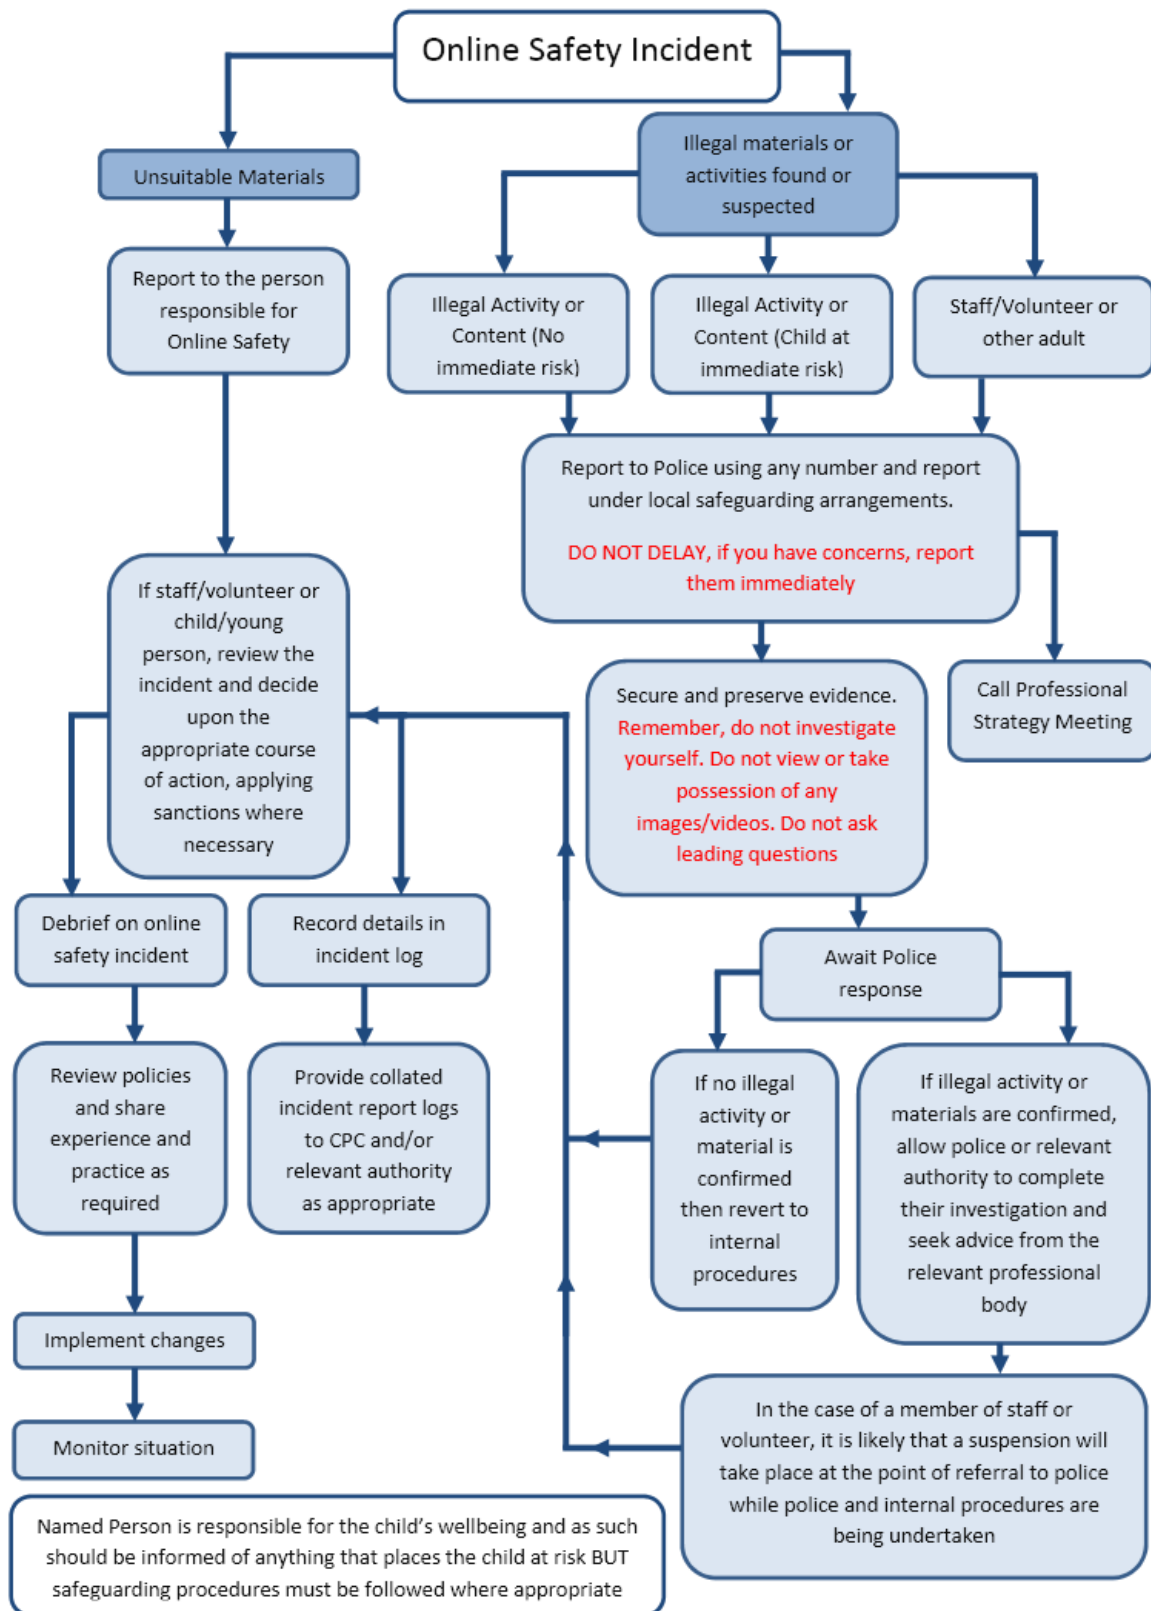 Online Safety Incident
Unsuitable Materials
Illegal materials or
activities found or
suspected
Report to the person
responsible for
Online Safety
Illegal Activity or
Content (No
immediate risk)
Illegal Activity or
Content (Child at
immediate risk)
Staff/Volunteer or
other adult
Report to Police using any number and report
under local safeguarding arrangements.
DO NOT DELAY, if you have concerns, report
them immediately
If staff/volunteer or
child/young
person, review the
incident and decide
upon the
appropriate course
of action, applying
sanctions where
necessary
Secure and preserve evidence.
Remember, do not investigate
yourself. Do not view or take
possession of any
images/videos. Do not ask
leading questions
Call Professional
Strategy Meeting
Debrief on online
safety incident
Record details in
incident log
Await Police
response
Review policies
and share
experience and
practice as
required
Provide collated
incident report logs
to CPC and/or
relevant authority
as appropriate
If no illegal
activity or
material is
confirmed
then revert to
internal
procedures
If illegal activity or
materials are confirmed,
allow police or relevant
authority to complete
their investigation and
seek advice from the
relevant professional
body
Implement changes
Monitor situation
In the case of a member of staff or
volunteer, it is likely that a suspension will
take place at the point of referral to police
while police and internal procedures are
being undertaken
Named Person is responsible for the child’s wellbeing and as such
should be informed of anything that places the child at risk BUT
safeguarding procedures must be followed where appropriate